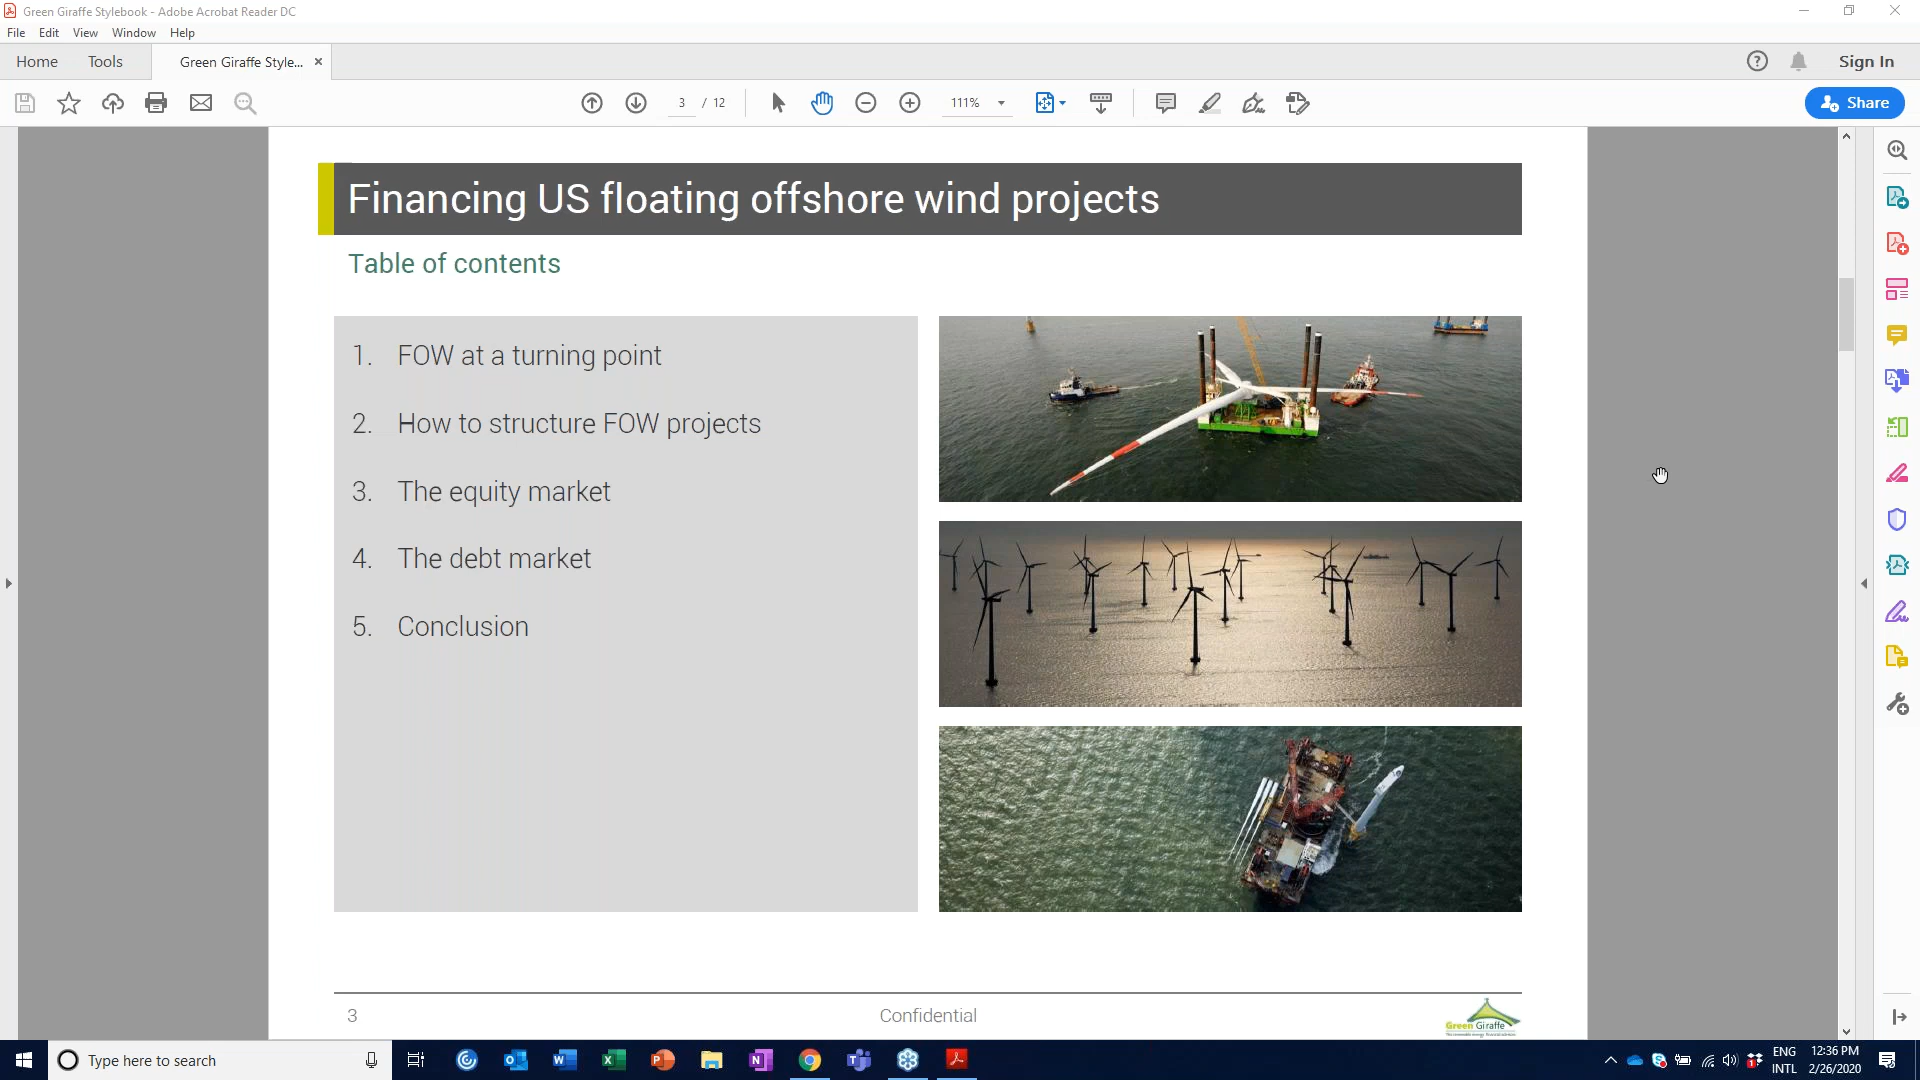 Green Giraffe Stylebook - Adobe Acrobat Reader DC
File Edit View Window Help
Home Tools Green Giraffe Style... Sign In
3 / 12 111% Share
Financing US floating offshore wind projects
Table of contents
1. FOW at a turning point
2. How to structure FOW projects
3. The equity market
4. The debt market
5. Conclusion
3 Confidential
Green Giraffe
Type here to search
ENG 12:36 PM
INTL 2/26/2020